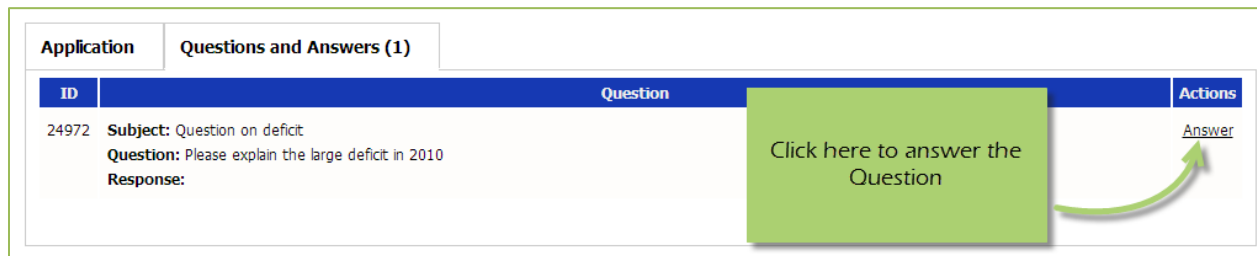 Application
Questions and Answers (1)
ID
Question
Actions
24972
Subject: Question on deficit
Question: Please explain the large deficit in 2010
Response:
Answer
Click here to answer the
Question